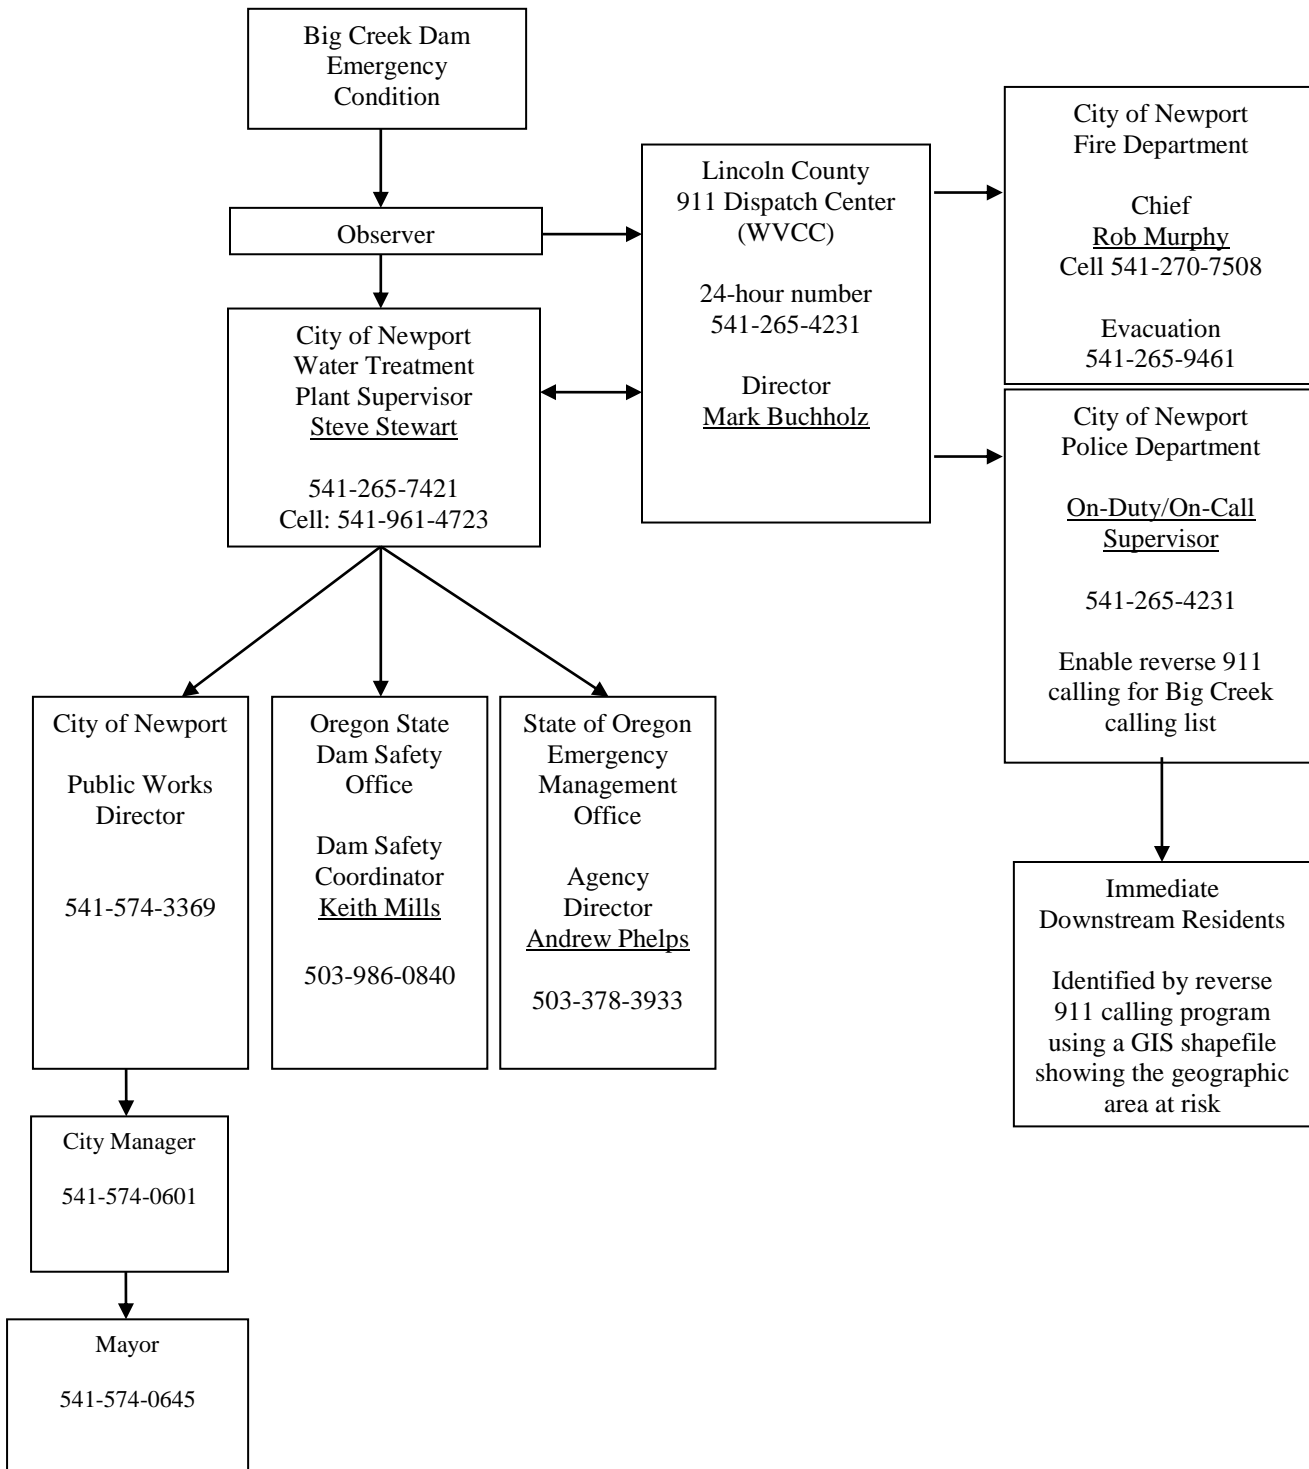 Big Creek Dam
Emergency
Condition
Observer
City of Newport
Water Treatment
Plant Supervisor
Steve Stewart
541-265-7421
Cell: 541-961-4723
Lincoln County
911 Dispatch Center
(WVCC)
24-hour number
541-265-4231
Director
Mark Buchholz
City of Newport
Fire Department
Chief
Rob Murphy
Cell 541-270-7508
Evacuation
541-265-9461
City of Newport
Police Department
On-Duty/On-Call
Supervisor
541-265-4231
Enable reverse 911
calling for Big Creek
calling list
Immediate
Downstream Residents
Identified by reverse
911 calling program
using a GIS shapefile
showing the geographic
area at risk
City of Newport
Public Works
Director
541-574-3369
Oregon State
Dam Safety
Office
Dam Safety
Coordinator
Keith Mills
503-986-0840
State of Oregon
Emergency
Management
Office
Agency
Director
Andrew Phelps
503-378-3933
City Manager
541-574-0601
Mayor
541-574-0645